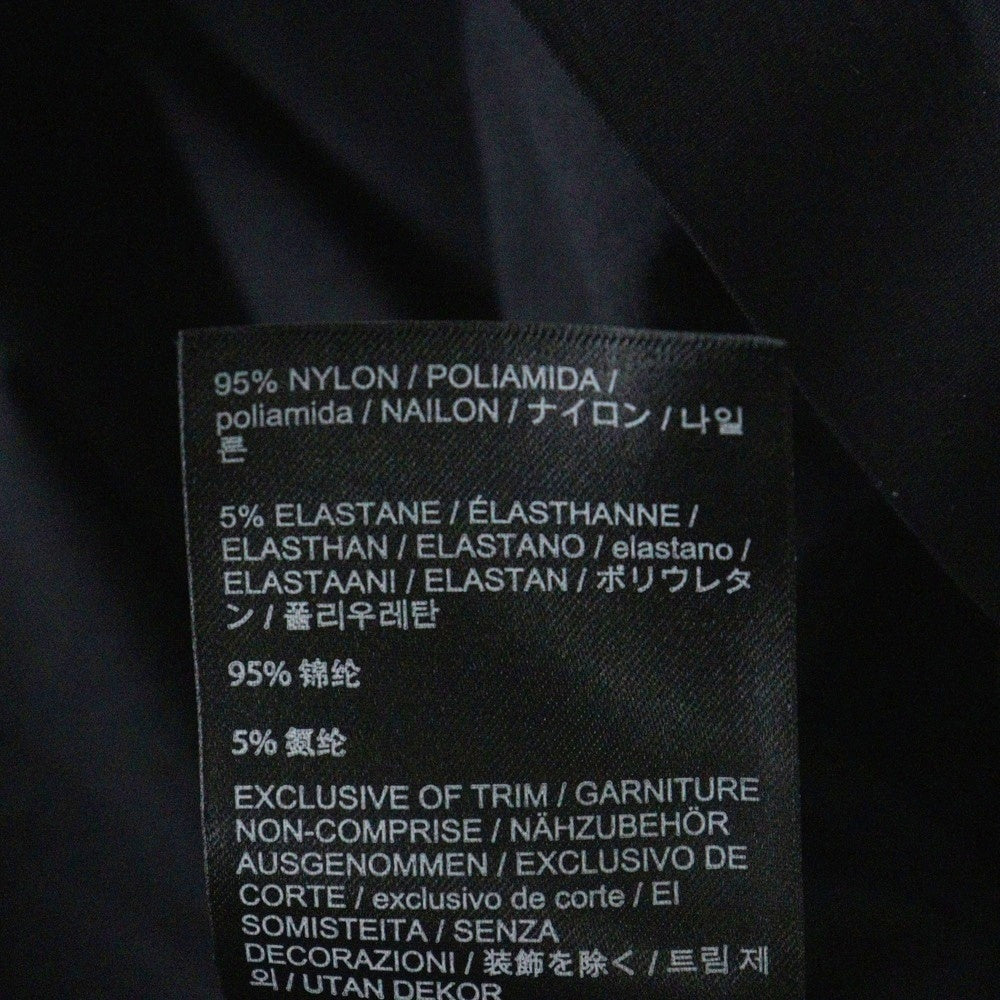 95% NYLON / POLIAMIDA /
poliamida / NAILON / ナイロン / 나일
론
5% ELASTANE / ÉLASTHANNE /
ELASTHAN / ELASTANO / elastano /
ELASTAANI / ELASTAN / ポリウレタ
ン / 폴리우레탄
95% 锦纶
5% 氨纶
EXCLUSIVE OF TRIM / GARNITURE
NON-COMPRISE / NÄHZUBEHÖR
AUSGENOMMEN / EXCLUSIVO DE
CORTE / exclusivo de corte / EI
SOMISTEITA / SENZA
DECORAZIONI / 装飾を除く / 트림 제
외 / UTAN DEKOR